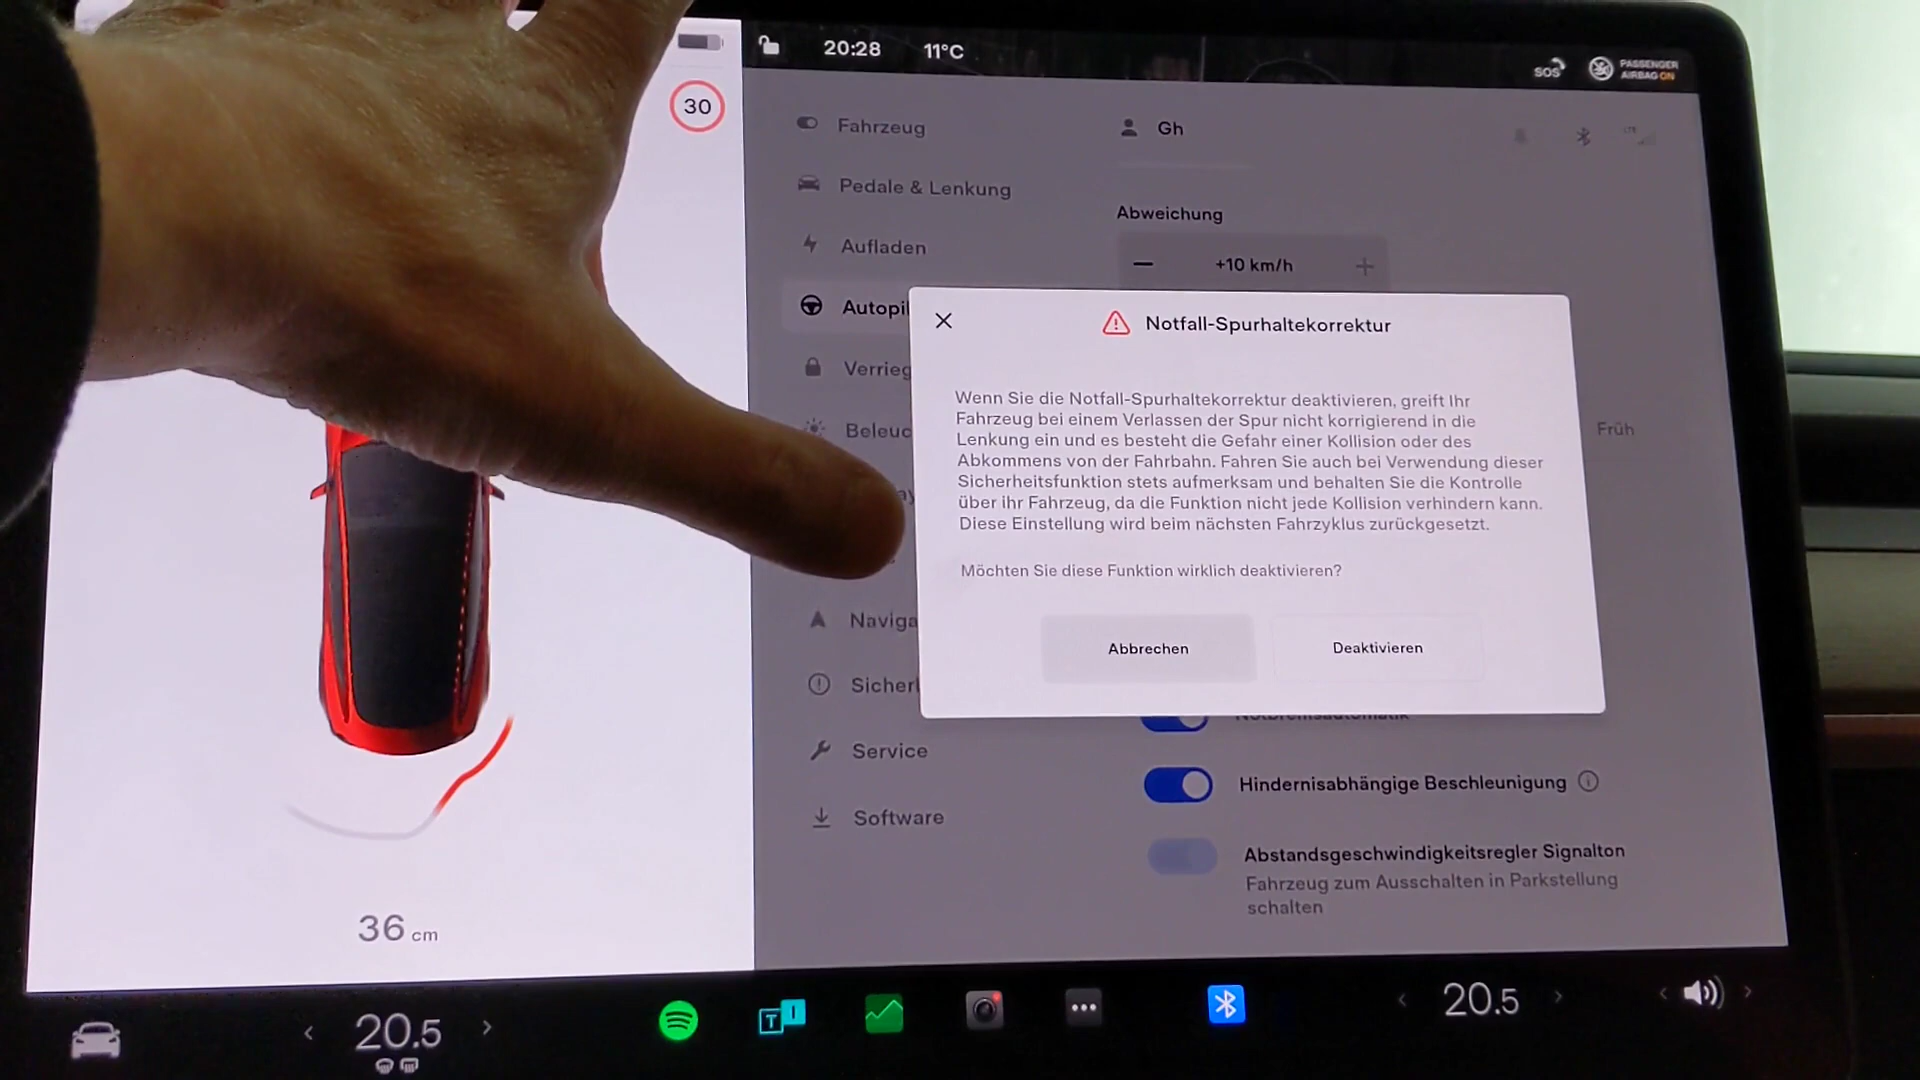 20:28
11°C
SOS
PASSENGER
AIRBAG ON
30
Fahrzeug
Gh
LTE
Pedale & Lenkung
Abweichung
Aufladen
+10 km/h
Autopi
Notfall-Spurhaltekorrektur
Verrieg
Wenn Sie die Notfall-Spurhaltekorrektur deaktivieren, greift Ihr
Fahrzeug bei einem Verlassen der Spur nicht korrigierend in die
Lenkung ein und es besteht die Gefahr einer Kollision oder des
Abkommens von der Fahrbahn. Fahren Sie auch bei Verwendung dieser
Sicherheitsfunktion stets aufmerksam und behalten Sie die Kontrolle
über ihr Fahrzeug, da die Funktion nicht jede Kollision verhindern kann.
Diese Einstellung wird beim nächsten Fahrzyklus zurückgesetzt.
Beleuc
Früh
Möchten Sie diese Funktion wirklich deaktivieren?
Naviga
Abbrechen
Deaktivieren
Sicherh
Notbremsautomatik
Service
Hindernisabhängige Beschleunigung
Software
Abstandsgeschwindigkeitsregler Signalton
Fahrzeug zum Ausschalten in Parkstellung
schalten
36 cm
20.5
T
I
20.5